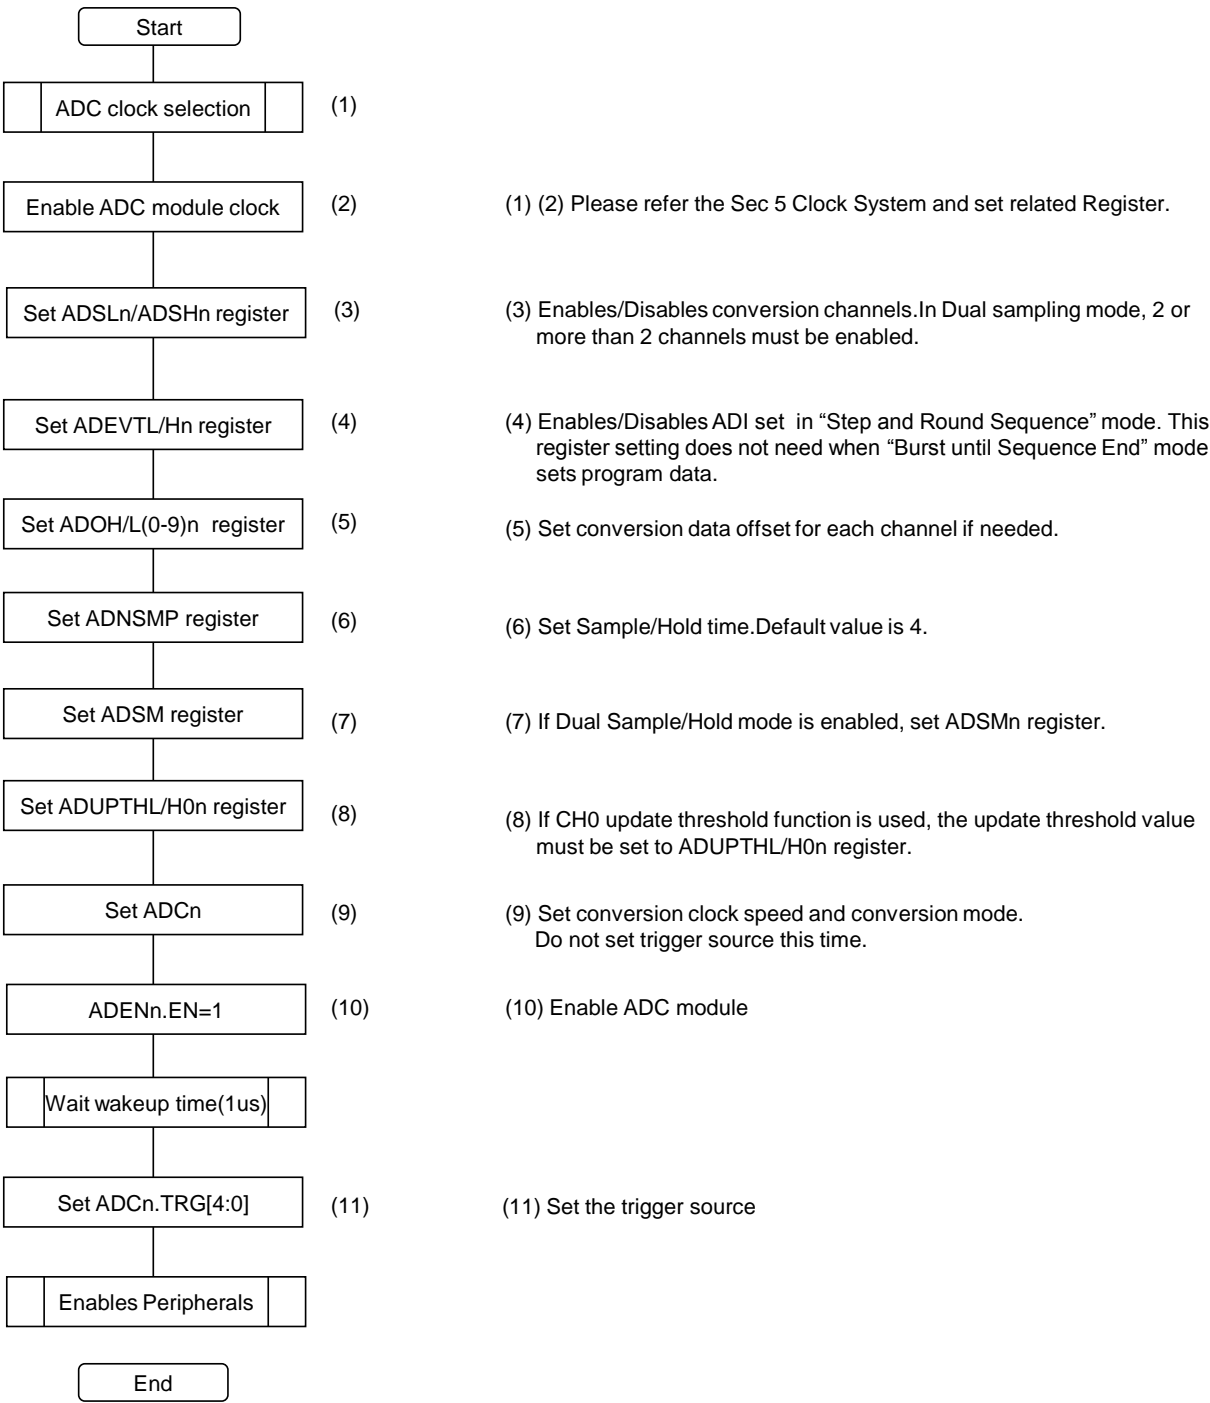 Start
ADC clock selection (1)
Enable ADC module clock (2) (1) (2) Please refer the Sec 5 Clock System and set related Register.
Set ADSLn/ADSHn register (3) (3) Enables/Disables conversion channels.In Dual sampling mode, 2 or
more than 2 channels must be enabled.
Set ADEVTL/Hn register (4) (4) Enables/Disables ADI set in “Step and Round Sequence” mode. This
register setting does not need when “Burst until Sequence End” mode
sets program data.
Set ADOH/L(0-9)n register (5) (5) Set conversion data offset for each channel if needed.
Set ADNSMP register (6) (6) Set Sample/Hold time.Default value is 4.
Set ADSM register (7) (7) If Dual Sample/Hold mode is enabled, set ADSMn register.
Set ADUPTHL/H0n register (8) (8) If CH0 update threshold function is used, the update threshold value
must be set to ADUPTHL/H0n register.
Set ADCn (9) (9) Set conversion clock speed and conversion mode.
Do not set trigger source this time.
ADENn.EN=1 (10) (10) Enable ADC module
Wait wakeup time(1us)
Set ADCn.TRG[4:0] (11) (11) Set the trigger source
Enables Peripherals
End